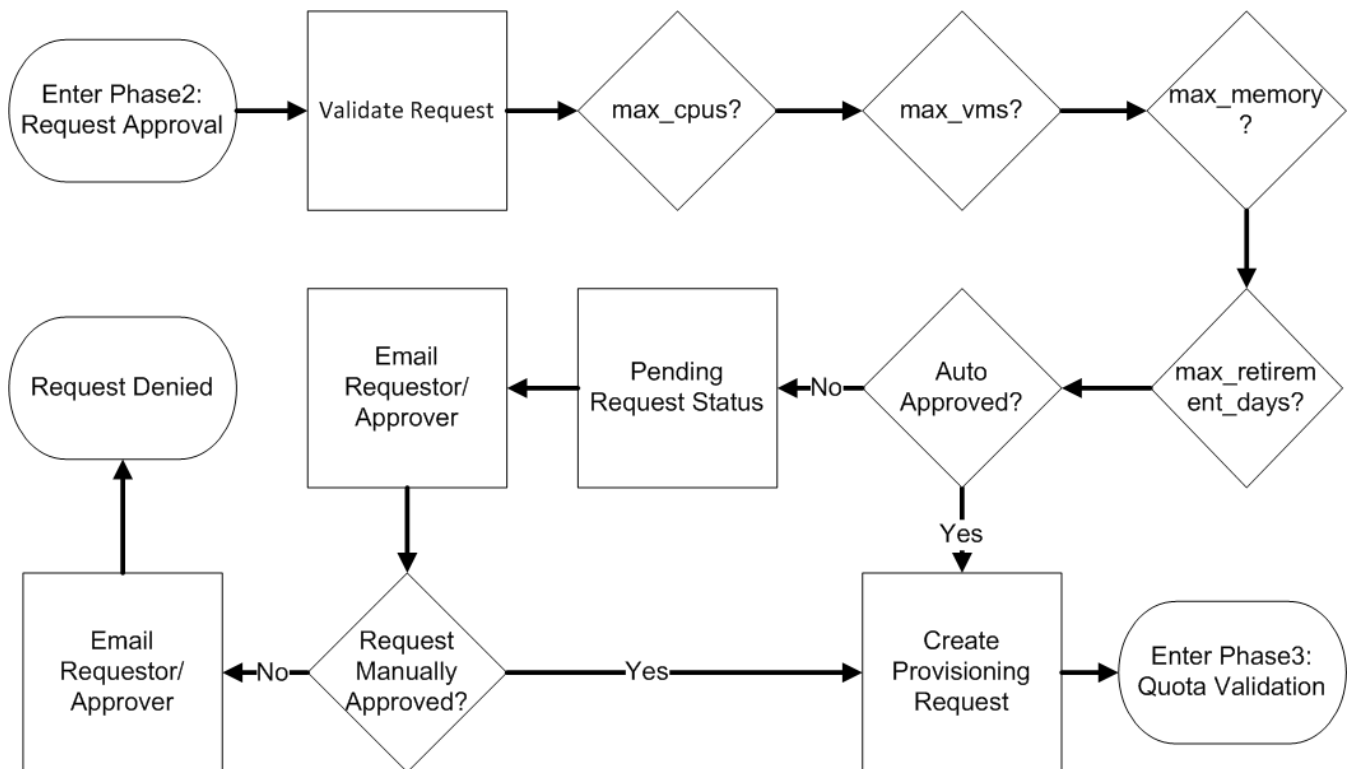 Enter Phase2:
Request Approval
Validate Request
max_cpus?
max_vms?
max_memory
?
max_retirem
ent_days?
Auto
Approved?
No
Pending
Request Status
Email
Requestor/
Approver
Request Denied
Yes
Email
Requestor/
Approver
No
Request
Manually
Approved?
Yes
Create
Provisioning
Request
Enter Phase3:
Quota Validation